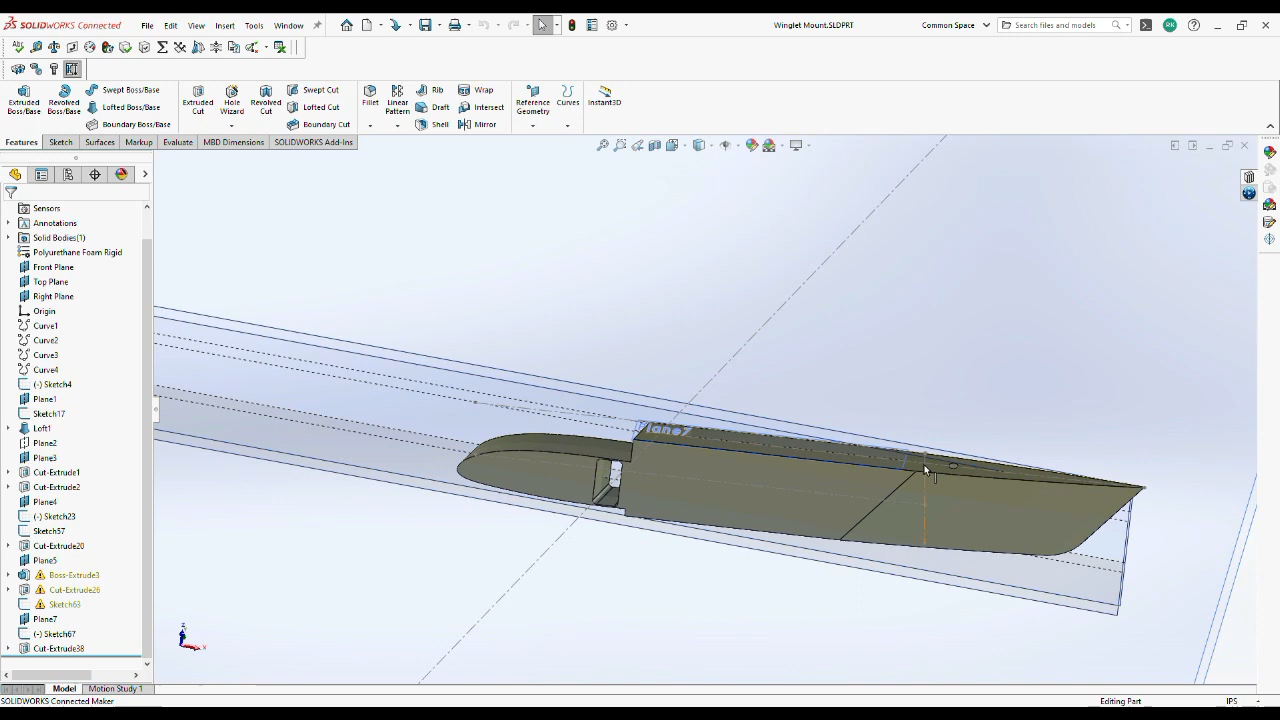 SOLIDWORKS Connected
File
Edit
View
Insert
Tools
Window
Winglet Mount.SLDPRT
Common Space
Search files and models
RK
Extruded Boss/Base
Revolved Boss/Base
Swept Boss/Base
Lofted Boss/Base
Boundary Boss/Base
Extruded Cut
Hole Wizard
Revolved Cut
Swept Cut
Lofted Cut
Boundary Cut
Fillet
Linear Pattern
Rib
Draft
Shell
Wrap
Intersect
Mirror
Reference Geometry
Curves
Instant3D
Features
Sketch
Surfaces
Markup
Evaluate
MBD Dimensions
SOLIDWORKS Add-Ins
Sensors
Annotations
Solid Bodies(1)
Polyurethane Foam Rigid
Front Plane
Top Plane
Right Plane
Origin
Curve1
Curve2
Curve3
Curve4
(-) Sketch4
Plane1
Sketch17
Loft1
Plane2
Plane3
Cut-Extrude1
Cut-Extrude2
Plane4
(-) Sketch23
Sketch57
Cut-Extrude20
Plane5
Boss-Extrude3
Cut-Extrude26
Sketch63
Plane7
(-) Sketch67
Cut-Extrude38
Model
Motion Study 1
SOLIDWORKS Connected Maker
Editing Part
IPS